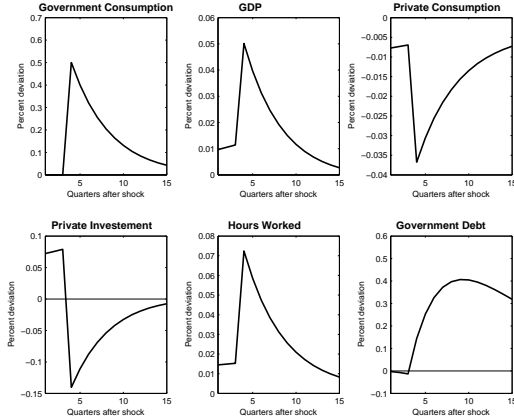 Government Consumption
0.7
0.6
0.5
0.4
0.3
0.2
0.1
0
5 10 15
Percent deviation
Quarters after shock
GDP
0.06
0.05
0.04
0.03
0.02
0.01
0
5 10 15
Percent deviation
Quarters after shock
Private Consumption
0
−0.005
−0.01
−0.015
−0.02
−0.025
−0.03
−0.035
−0.04
5 10 15
Percent deviation
Quarters after shock
Private Investement
0.1
0.05
0
−0.05
−0.1
−0.15
5 10 15
Percent deviation
Quarters after shock
Hours Worked
0.08
0.07
0.06
0.05
0.04
0.03
0.02
0.01
0
5 10 15
Percent deviation
Quarters after shock
Government Debt
0.6
0.5
0.4
0.3
0.2
0.1
0
−0.1
5 10 15
Percent deviation
Quarters after shock